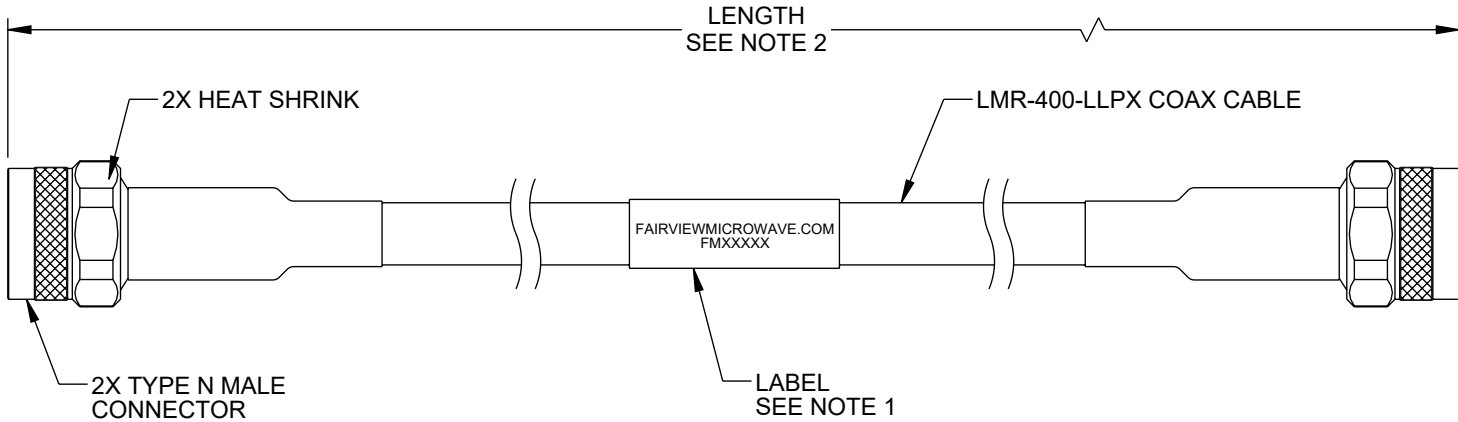 LENGTH
SEE NOTE 2
2X HEAT SHRINK
LMR-400-LLPX COAX CABLE
FAIRVIEWMICROWAVE.COM
FMXXXXX
2X TYPE N MALE
CONNECTOR
LABEL
SEE NOTE 1